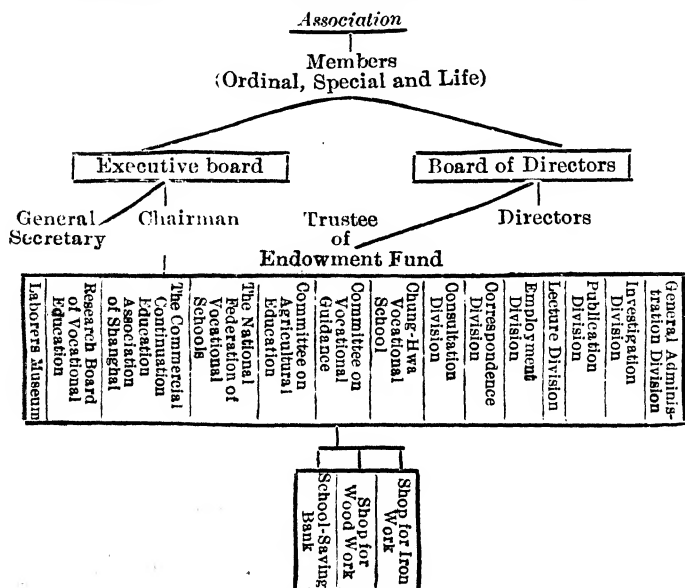 Association
Members
(Ordinal, Special and Life)
Executive board
Board of Directors
General
Secretary
Chairman
Trustee
of
Endowment Fund
Directors
Laborers Museum
Research Board
of Vocational
Education
The Commercial
Continuation
Education
Association
of Shanghai
The National
Federation of
Vocational
Schools
Committee on
Agricultural
Education
Committee on
Vocational
Guidance
Chung-Hwa
Vocational
School
Consultation
Division
Correspondence
Division
Employment
Division
Lecture Division
Publication
Division
Investigation
Division
General Adminis-
tration Division
School-Saving
Bank
Shop for
Wood Work
Shop for Iron
Work